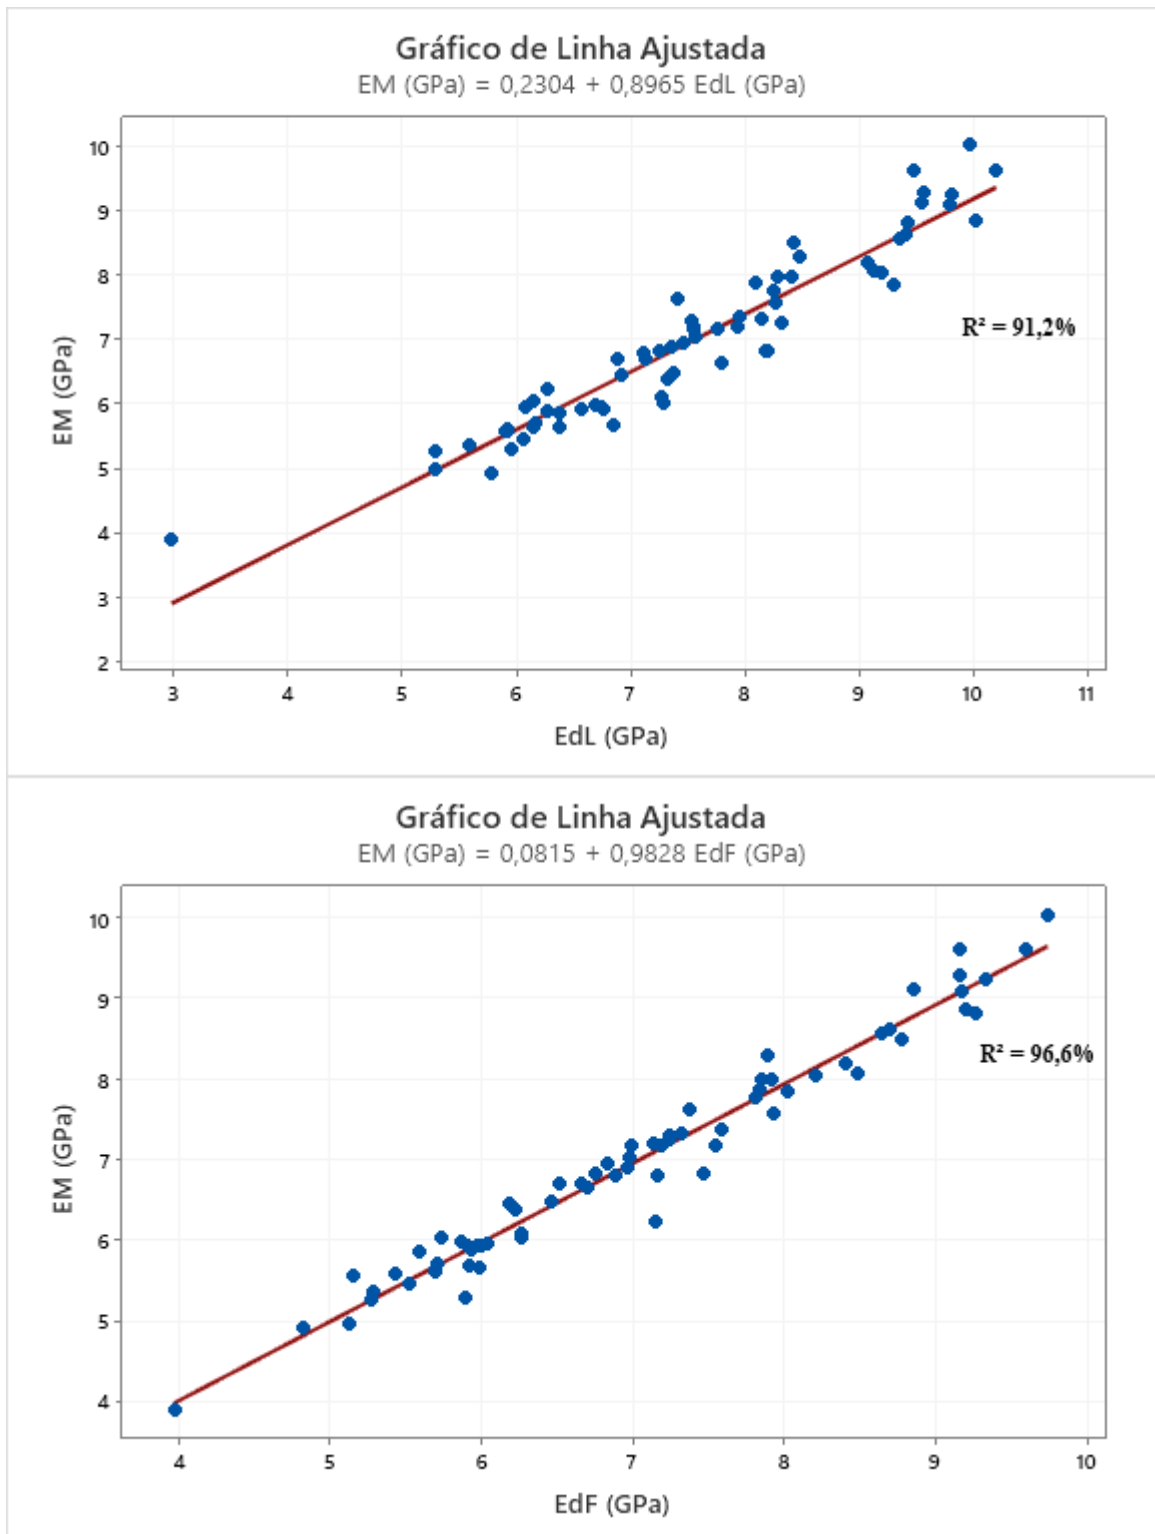 Gráfico de Linha Ajustada
EM (GPa) = 0,2304 + 0,8965 EdL (GPa)
10
9
8
7
6
5
4
3
2
EM (GPa)
R² = 91,2%
3 4 5 6 7 8 9 10 11
EdL (GPa)
Gráfico de Linha Ajustada
EM (GPa) = 0,0815 + 0,9828 EdF (GPa)
10
9
8
7
6
5
4
EM (GPa)
R² = 96,6%
4 5 6 7 8 9 10
EdF (GPa)